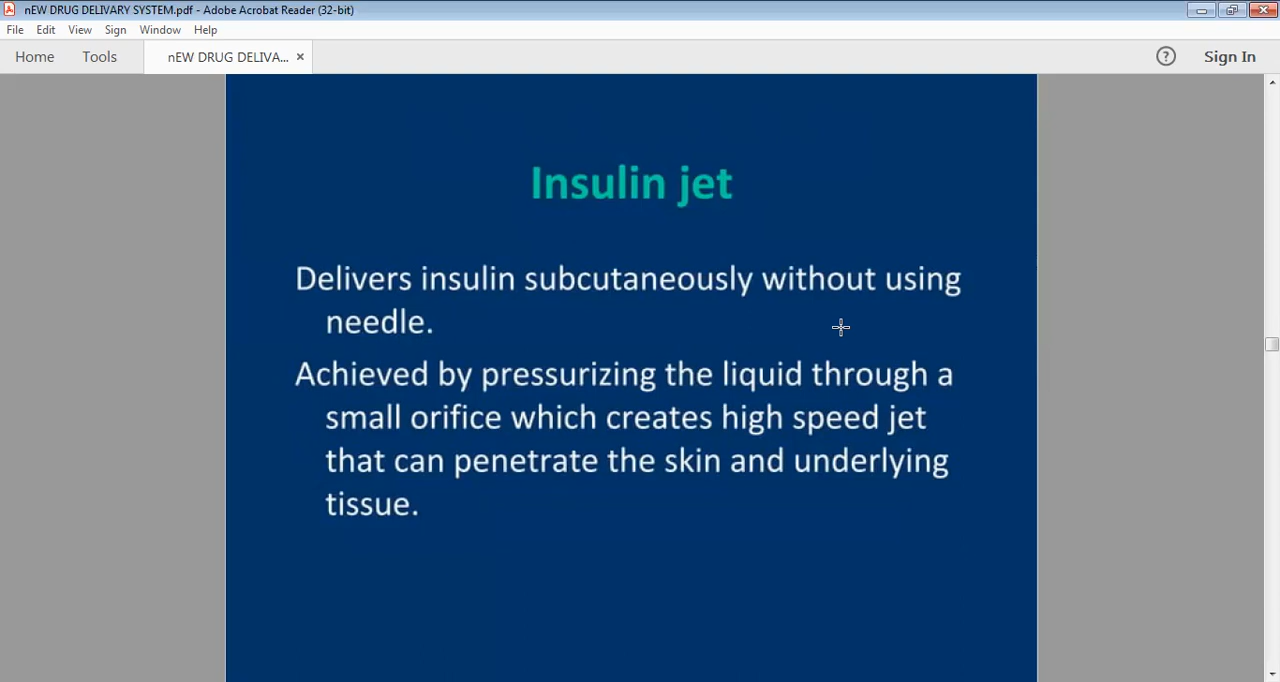 nEW DRUG DELIVARY SYSTEM.pdf - Adobe Acrobat Reader (32-bit)
File Edit View Sign Window Help
Home Tools nEW DRUG DELIVA... × ? Sign In
Insulin jet
Delivers insulin subcutaneously without using
needle.
Achieved by pressurizing the liquid through a
small orifice which creates high speed jet
that can penetrate the skin and underlying
tissue.